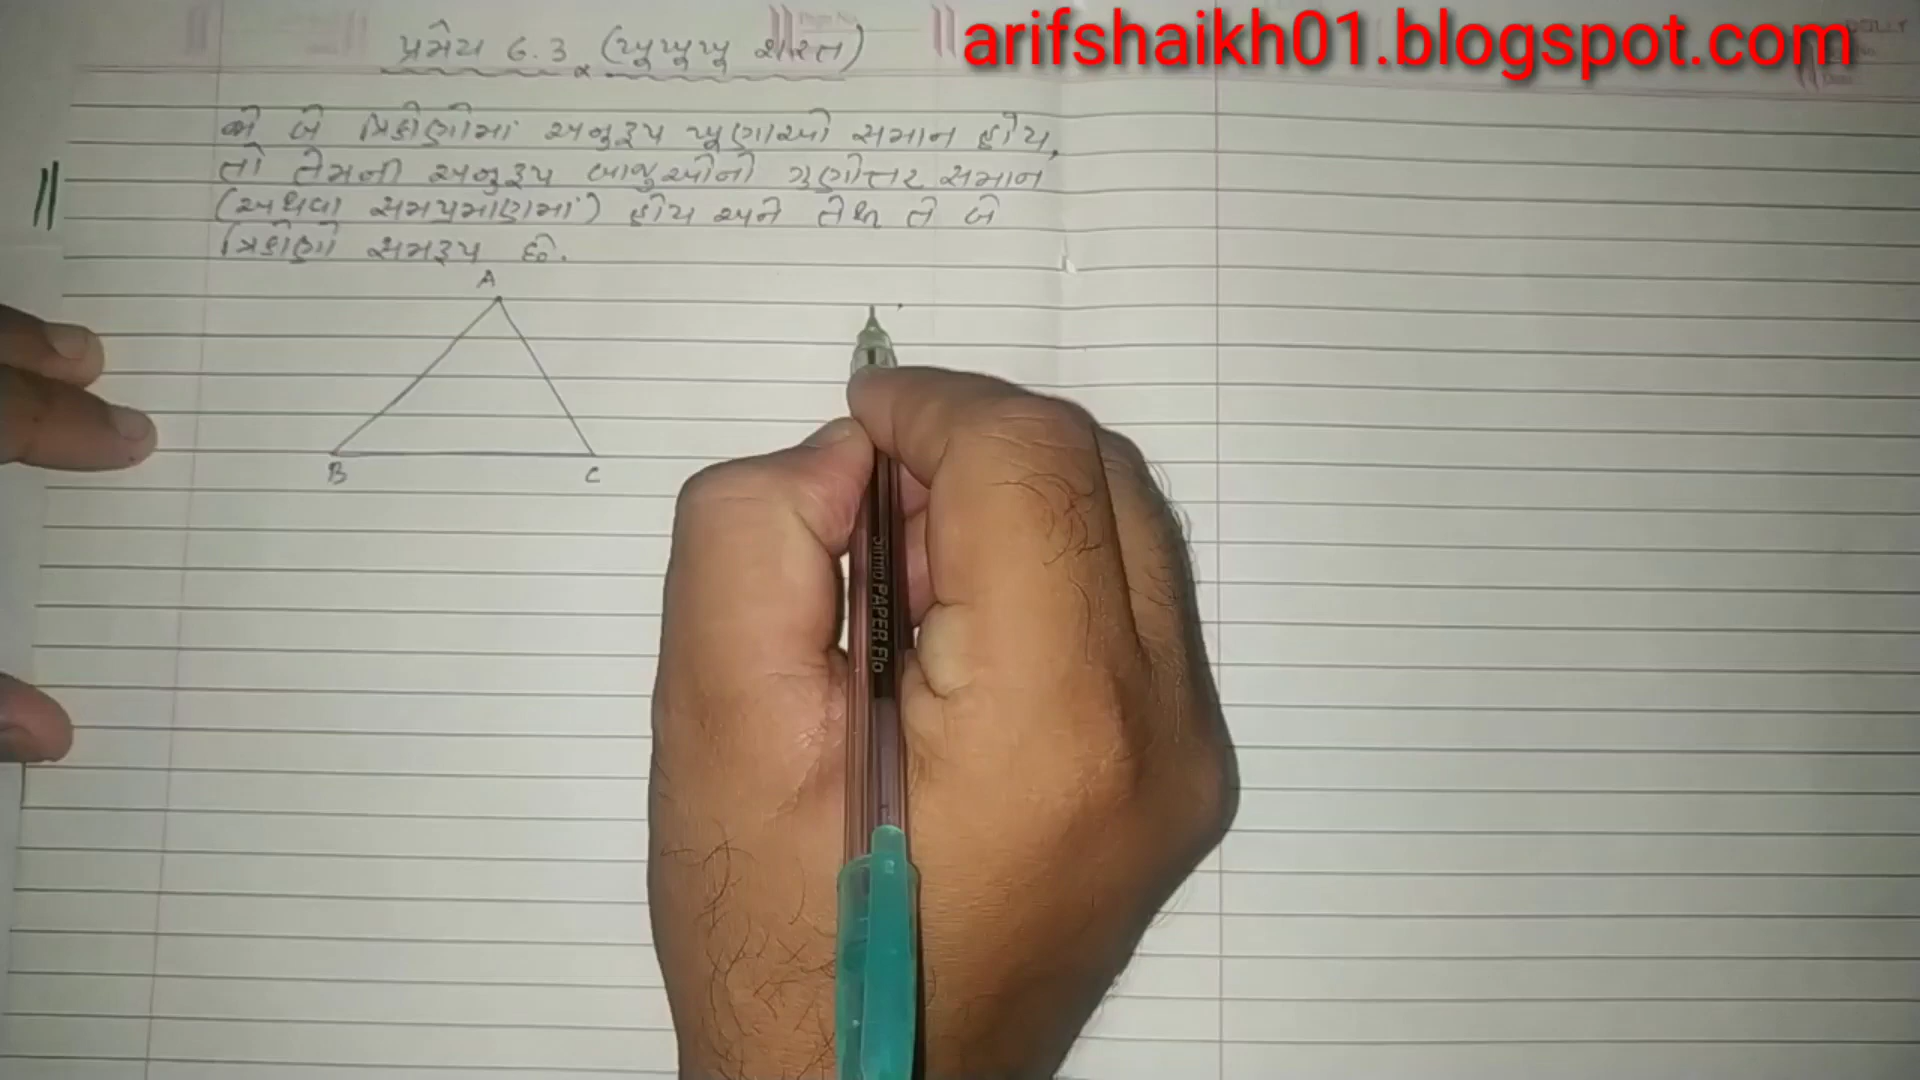 પ્રમેય 6.3 (ખૂખૂખૂ શરત)
arifshaikh01.blogspot.com
જો બે ત્રિકોણોમાં અનુરૂપ ખૂણાઓ સમાન હોય,
તો તેમની અનુરૂપ બાજુઓનો ગુણોત્તર સમાન
(અથવા સમપ્રમાણમાં) હોય અને તેથી તે બે
ત્રિકોણો સમરૂપ છે.
A
B C
Simo PAPER Flo